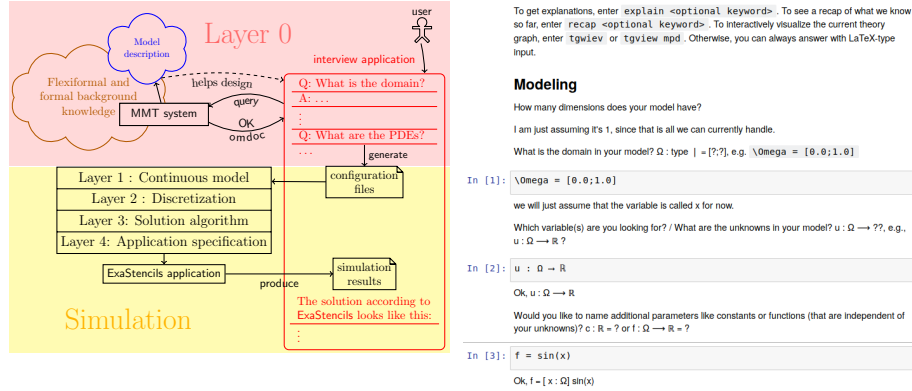 user
Layer 0
Model
description
interview application
Flexiformal and
formal background
knowledge
helps design
Q: What is the domain?
A: ...
query
MMT system
OK
omdoc
⋮
Q: What are the PDEs?
...
generate
configuration
files
Layer 1 : Continuous model
Layer 2 : Discretization
Layer 3: Solution algorithm
Layer 4: Application specification
ExaStencils application
produce
simulation
results
The solution according to
ExaStencils looks like this:
⋮
Simulation
To get explanations, enter explain <optional keyword> . To see a recap of what we know
so far, enter recap <optional keyword> . To interactively visualize the current theory
graph, enter tgwiev or tgview mpd . Otherwise, you can always answer with LaTeX-type
input.
Modeling
How many dimensions does your model have?
I am just assuming it's 1, since that is all we can currently handle.
What is the domain in your model? Ω : type | = [?;?], e.g. \Omega = [0.0;1.0]
In [1]: \Omega = [0.0;1.0]
we will just assume that the variable is called x for now.
Which variable(s) are you looking for? / What are the unknowns in your model? u : Ω ⟶ ??, e.g.,
u : Ω ⟶ ℝ ?
In [2]: u : Ω → ℝ
Ok, u : Ω ⟶ ℝ
Would you like to name additional parameters like constants or functions (that are independent of
your unknowns)? c : ℝ = ? or f : Ω ⟶ ℝ = ?
In [3]: f = sin(x)
Ok, f = [ x : Ω] sin(x)